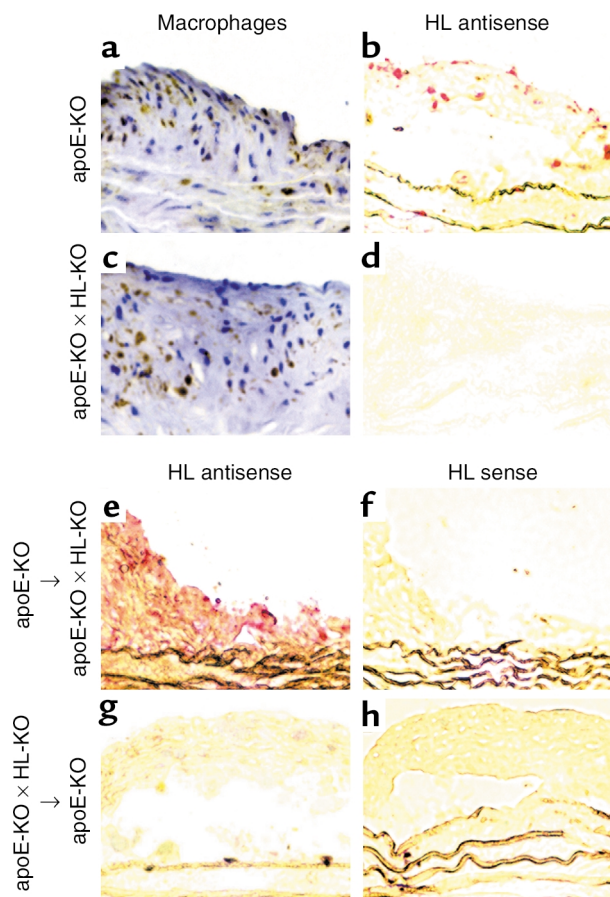 Macrophages
HL antisense
apoE-KO
a
b
apoE-KO × HL-KO
c
d
HL antisense
HL sense
apoE-KO →
apoE-KO × HL-KO
e
f
apoE-KO × HL-KO →
apoE-KO
g
h